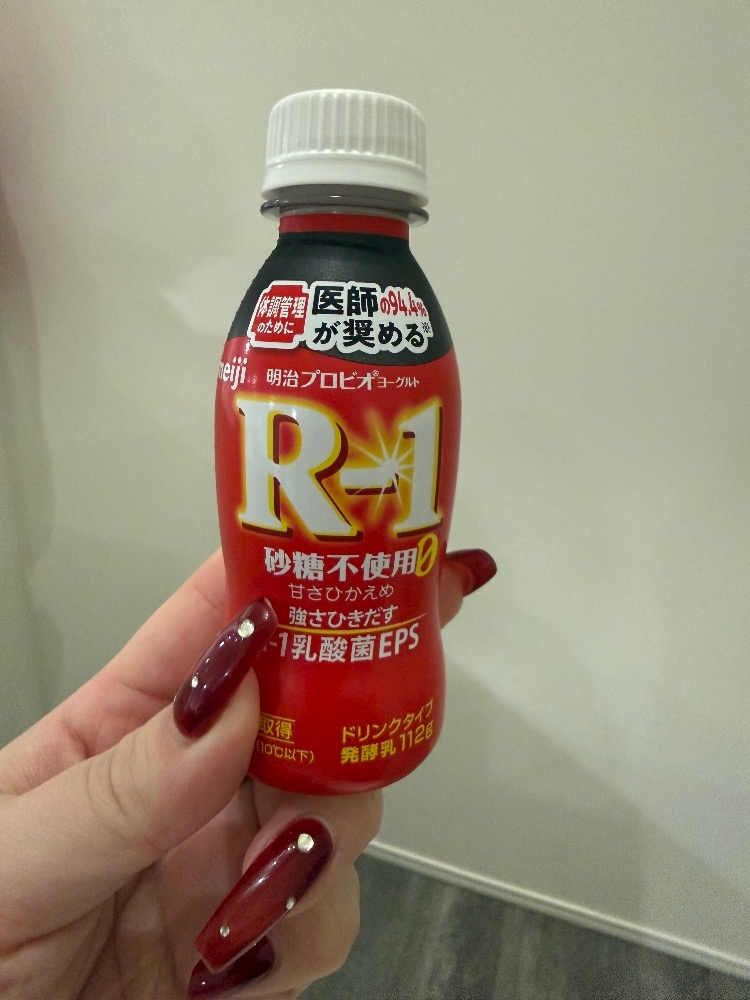 体調管理
のために
医師の94.4%
が奨める※
meiji
明治プロビオ®ヨーグルト
R-1
砂糖不使用0
甘さひかえめ
強さひきだす
-1乳酸菌EPS
取得
(10℃以下)
ドリンクタイプ
発酵乳 112g